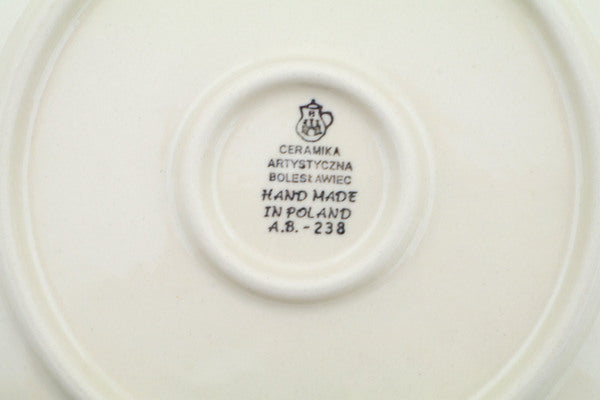 B
CERAMIKA
ARTYSTYCZNA
BOLESŁAWIEC
HAND MADE
IN POLAND
A.B. - 238